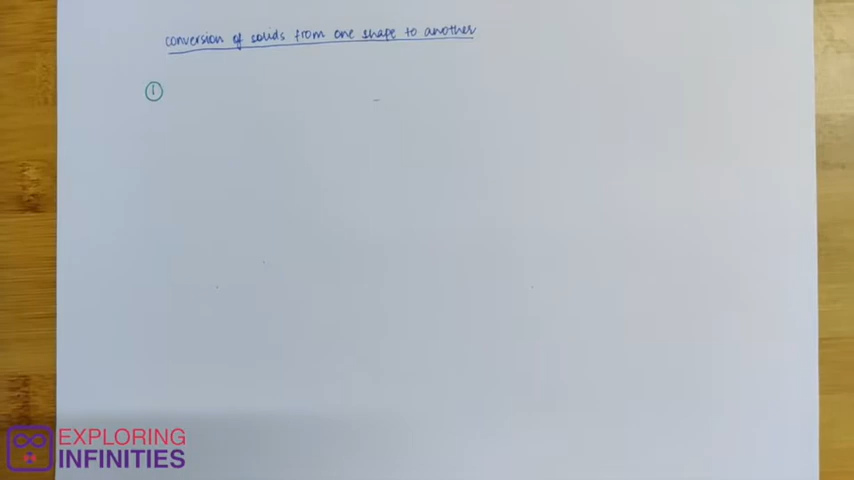 conversion of solids from one shape to another
1
EXPLORING
INFINITIES